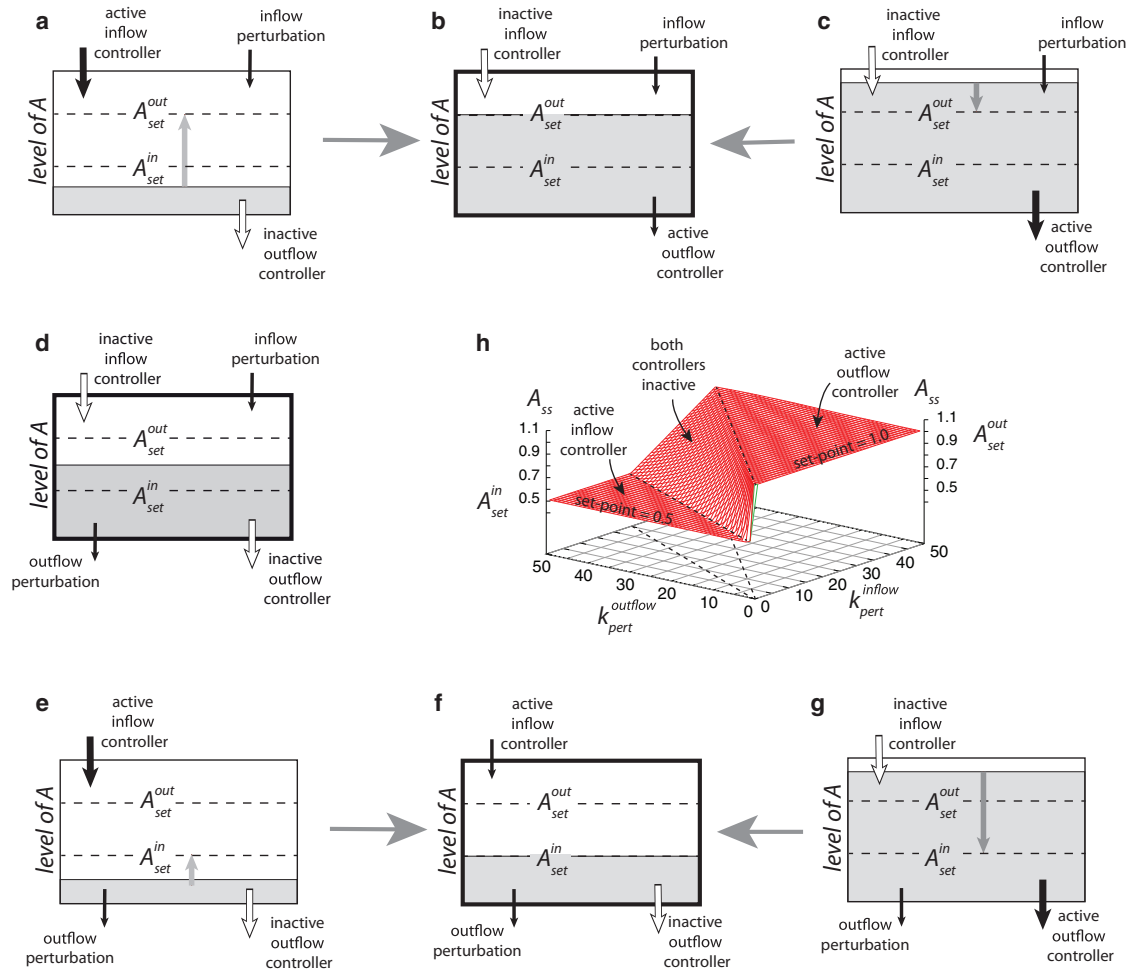 a
active
inflow
controller
inflow
perturbation
level of A
A_set^out
A_set^in
inactive
outflow
controller
b
inactive
inflow
controller
inflow
perturbation
level of A
A_set^out
A_set^in
active
outflow
controller
c
inactive
inflow
controller
inflow
perturbation
level of A
A_set^out
A_set^in
active
outflow
controller
d
inactive
inflow
controller
inflow
perturbation
level of A
A_set^out
A_set^in
outflow
perturbation
inactive
outflow
controller
h
both
controllers
inactive
active
outflow
controller
active
inflow
controller
A_ss
1.1
0.9
0.7
0.5
A_set^in
A_ss
1.1
0.9
0.7
0.5
A_set^out
set-point = 1.0
set-point = 0.5
50
40
30
20
10
0
k_pert^outflow
0
10
20
30
40
50
k_pert^inflow
e
active
inflow
controller
level of A
A_set^out
A_set^in
outflow
perturbation
inactive
outflow
controller
f
active
inflow
controller
level of A
A_set^out
A_set^in
outflow
perturbation
inactive
outflow
controller
g
inactive
inflow
controller
level of A
A_set^out
A_set^in
outflow
perturbation
active
outflow
controller